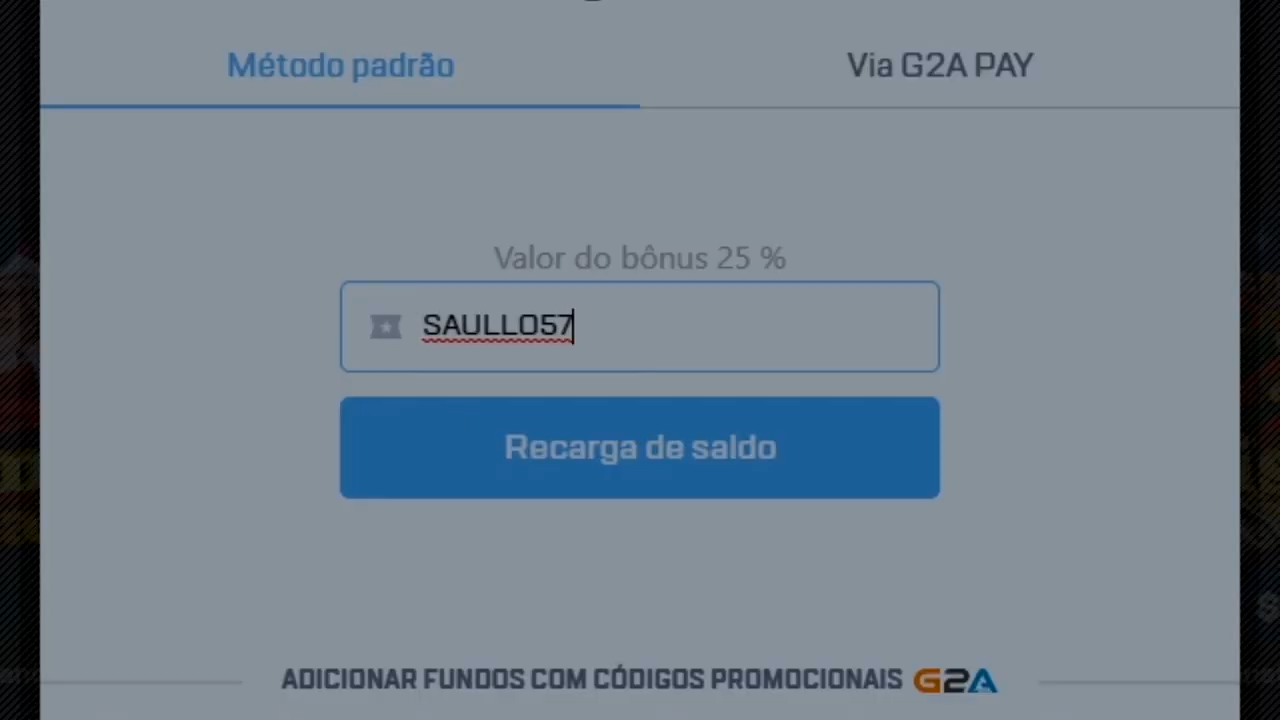 Método padrão
Via G2A PAY
Valor do bônus 25 %
SAULLO57
Recarga de saldo
ADICIONAR FUNDOS COM CÓDIGOS PROMOCIONAIS G2A